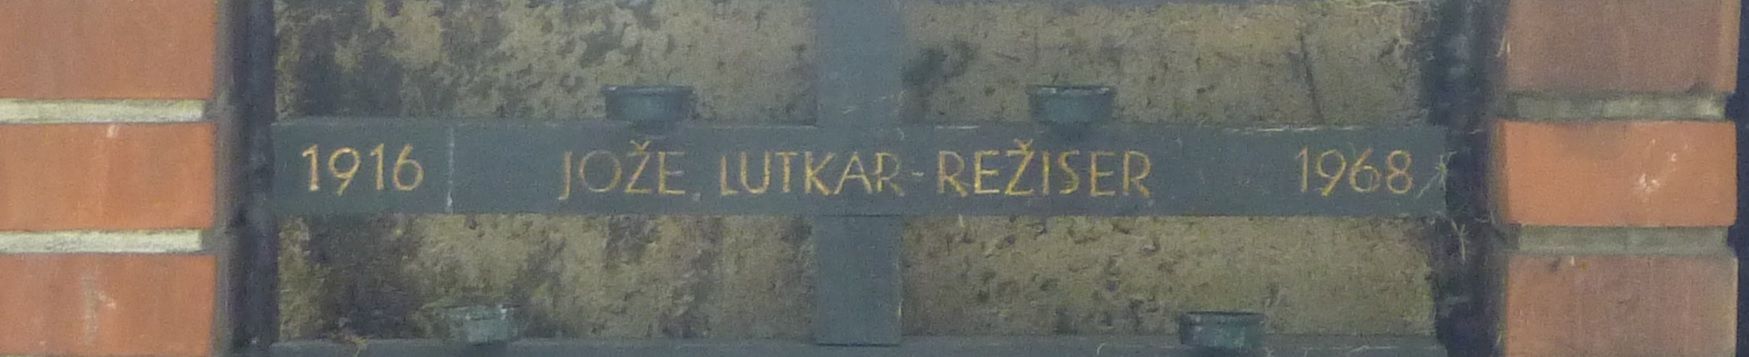 1916 JOŽE, LUTKAR-REŽISER 1968